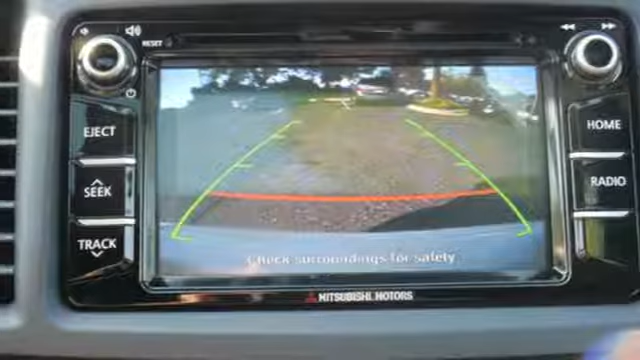 RESET
EJECT
SEEK
TRACK
HOME
RADIO
Check surroundings for safety.
MITSUBISHI MOTORS